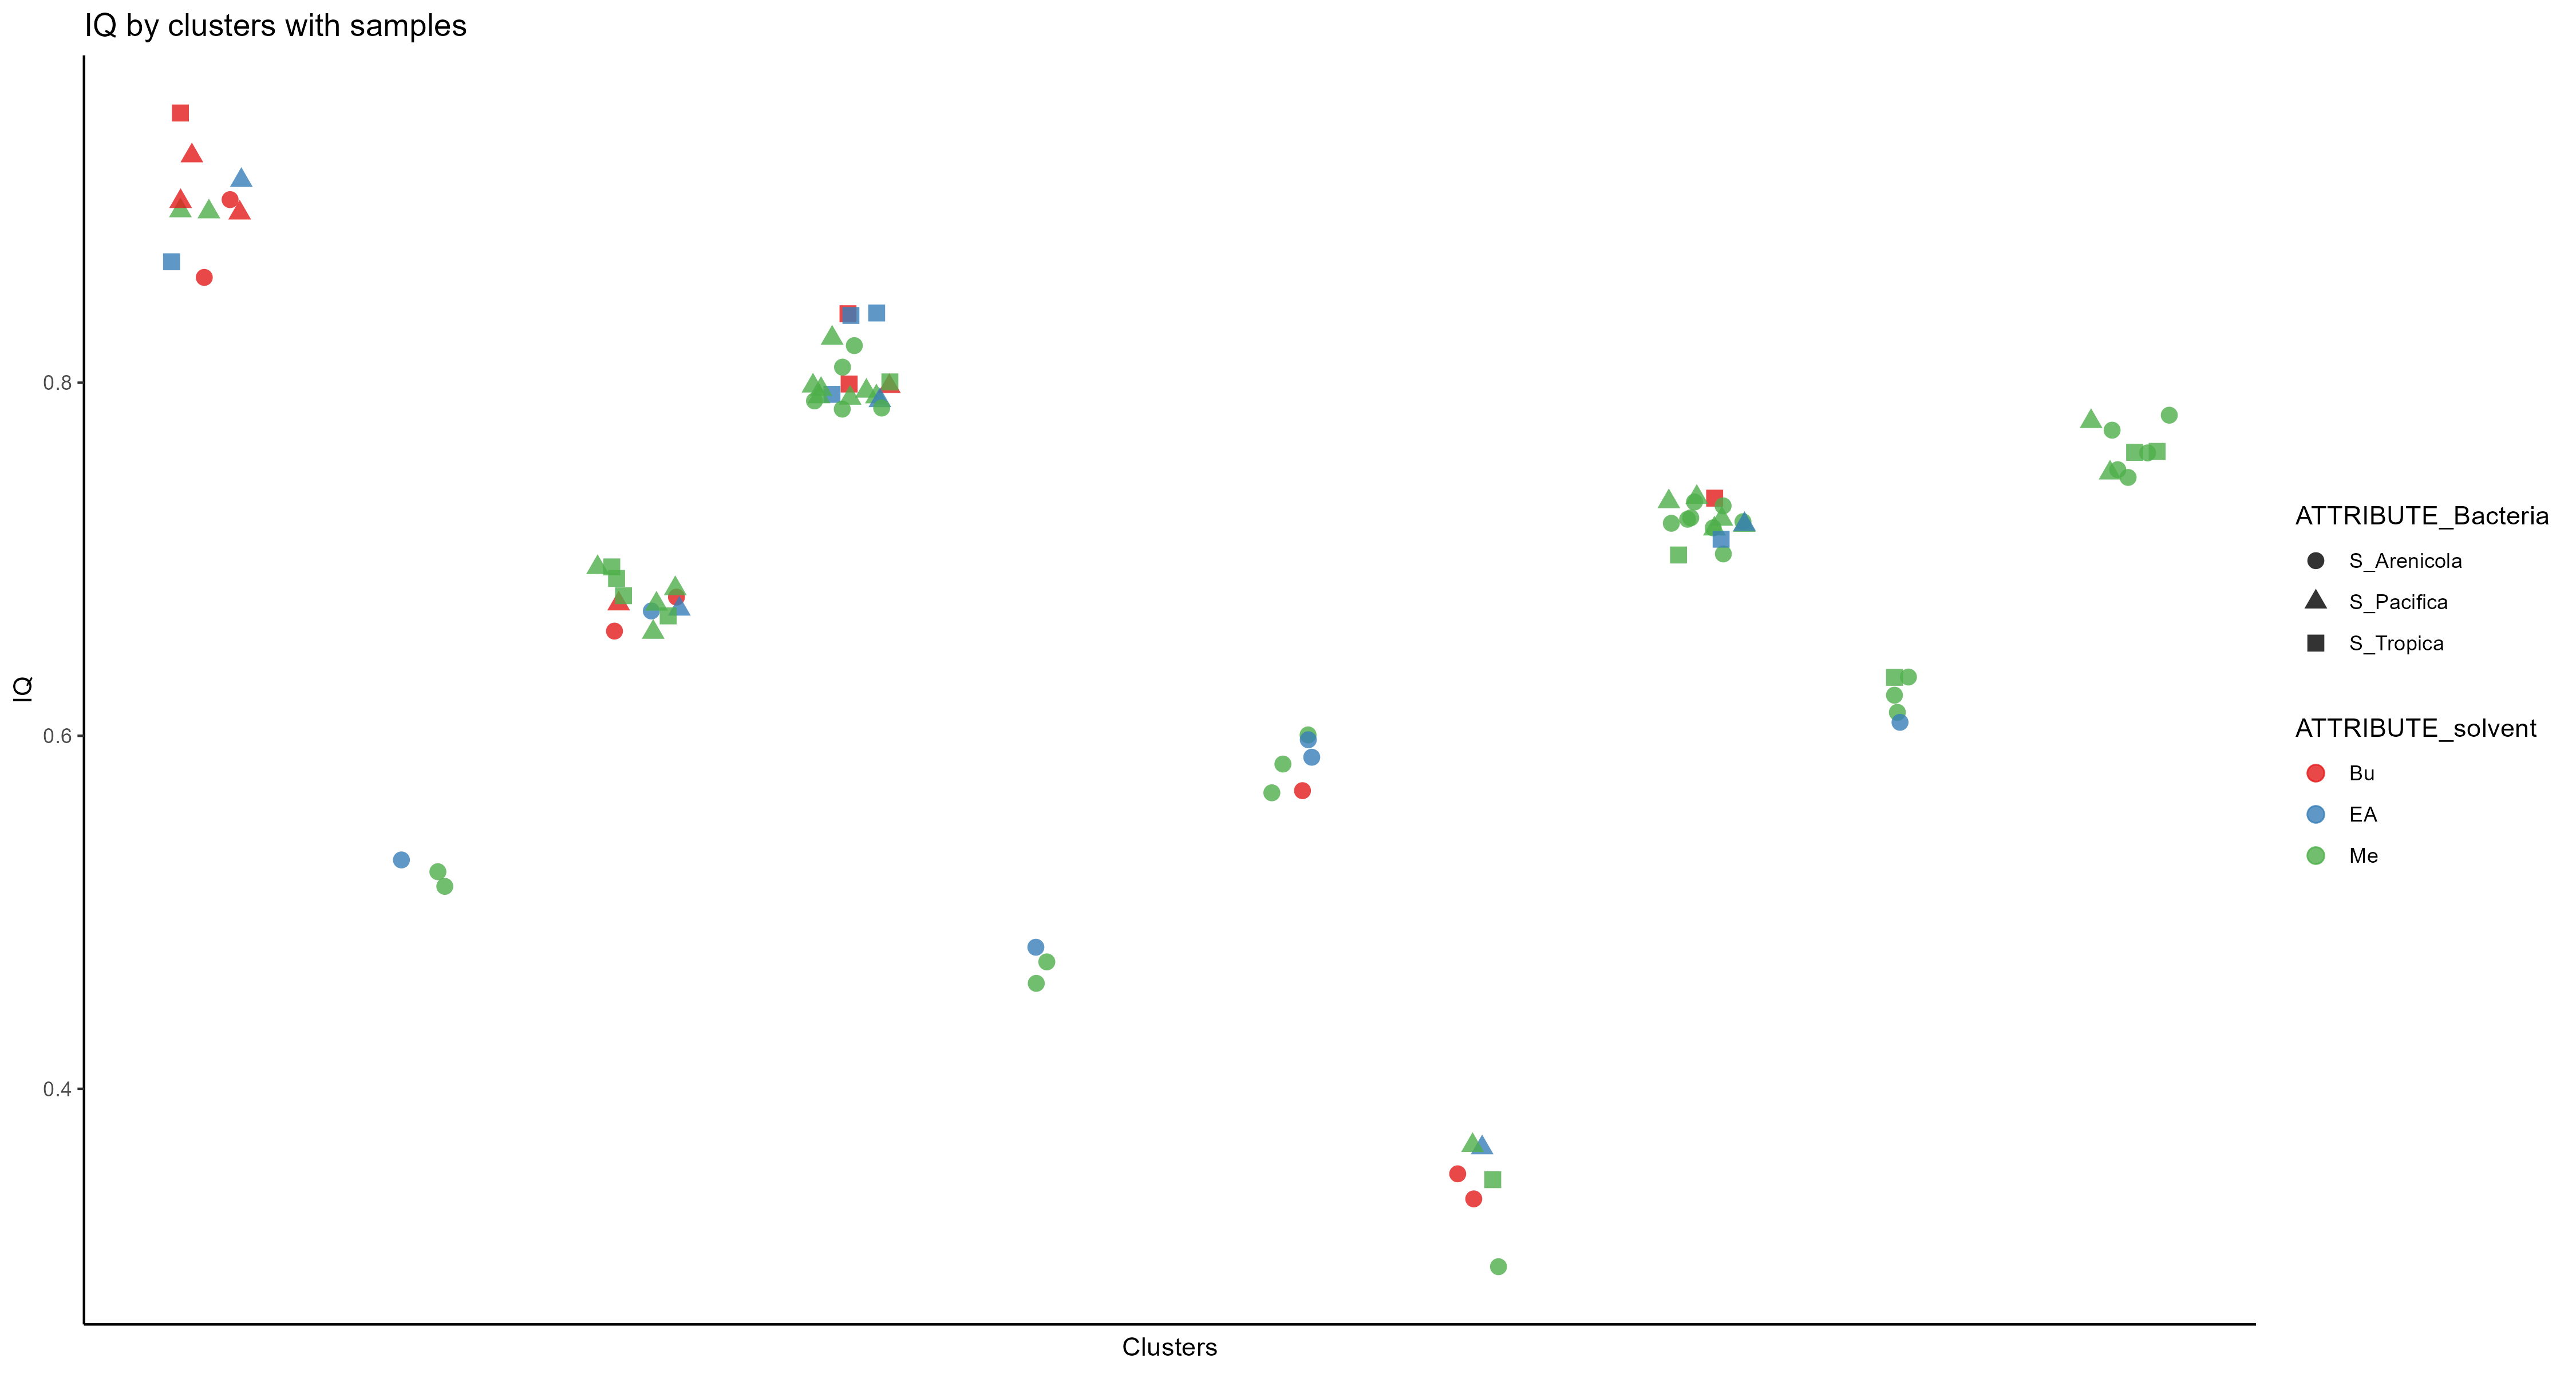 IQ by clusters with samples
IQ
0.8
0.6
0.4
Clusters
ATTRIBUTE_Bacteria
S_Arenicola
S_Pacifica
S_Tropica
ATTRIBUTE_solvent
Bu
EA
Me